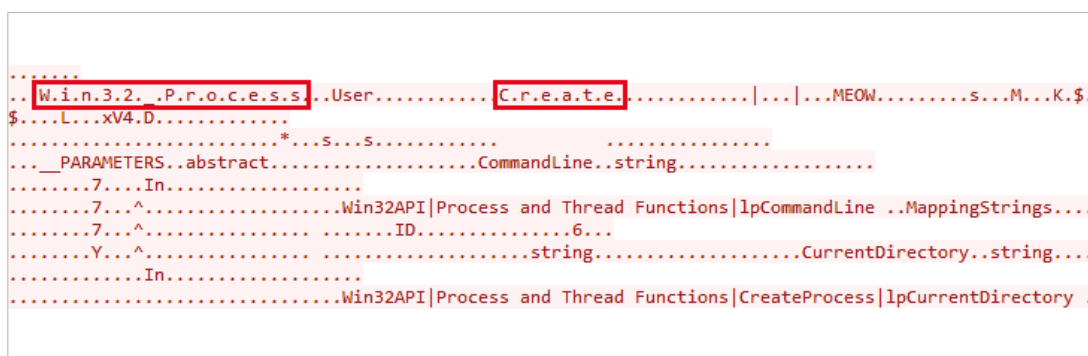 .......
...W.i.n.3.2._.P.r.o.c.e.s.s...User............C.r.e.a.t.e.............|...|...MEOW.........s...M...K.$.
$....L...xV4.D.............
..........................*...s...s............ ................
...__PARAMETERS..abstract....................CommandLine..string...................
........7....In...................
........7...^...................Win32API|Process and Thread Functions|lpCommandLine ..MappingStrings....
........7...^................ .......ID...............6...
........Y...^................ ....................string....................CurrentDirectory..string....
.............In...................
................................Win32API|Process and Thread Functions|CreateProcess|lpCurrentDirectory .